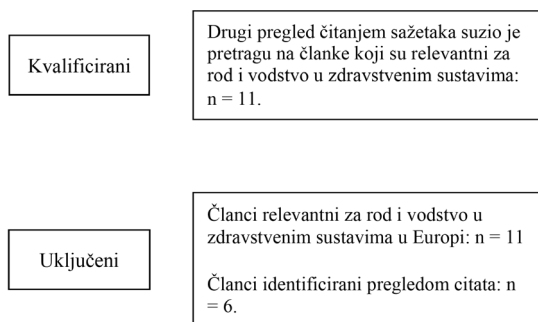 Kvalificirani
Drugi pregled čitanjem sažetaka suzio je
pretragu na članke koji su relevantni za
rod i vodstvo u zdravstvenim sustavima:
n = 11.
Uključeni
Članci relevantni za rod i vodstvo u
zdravstvenim sustavima u Europi: n = 11
Članci identificirani pregledom citata: n
= 6.